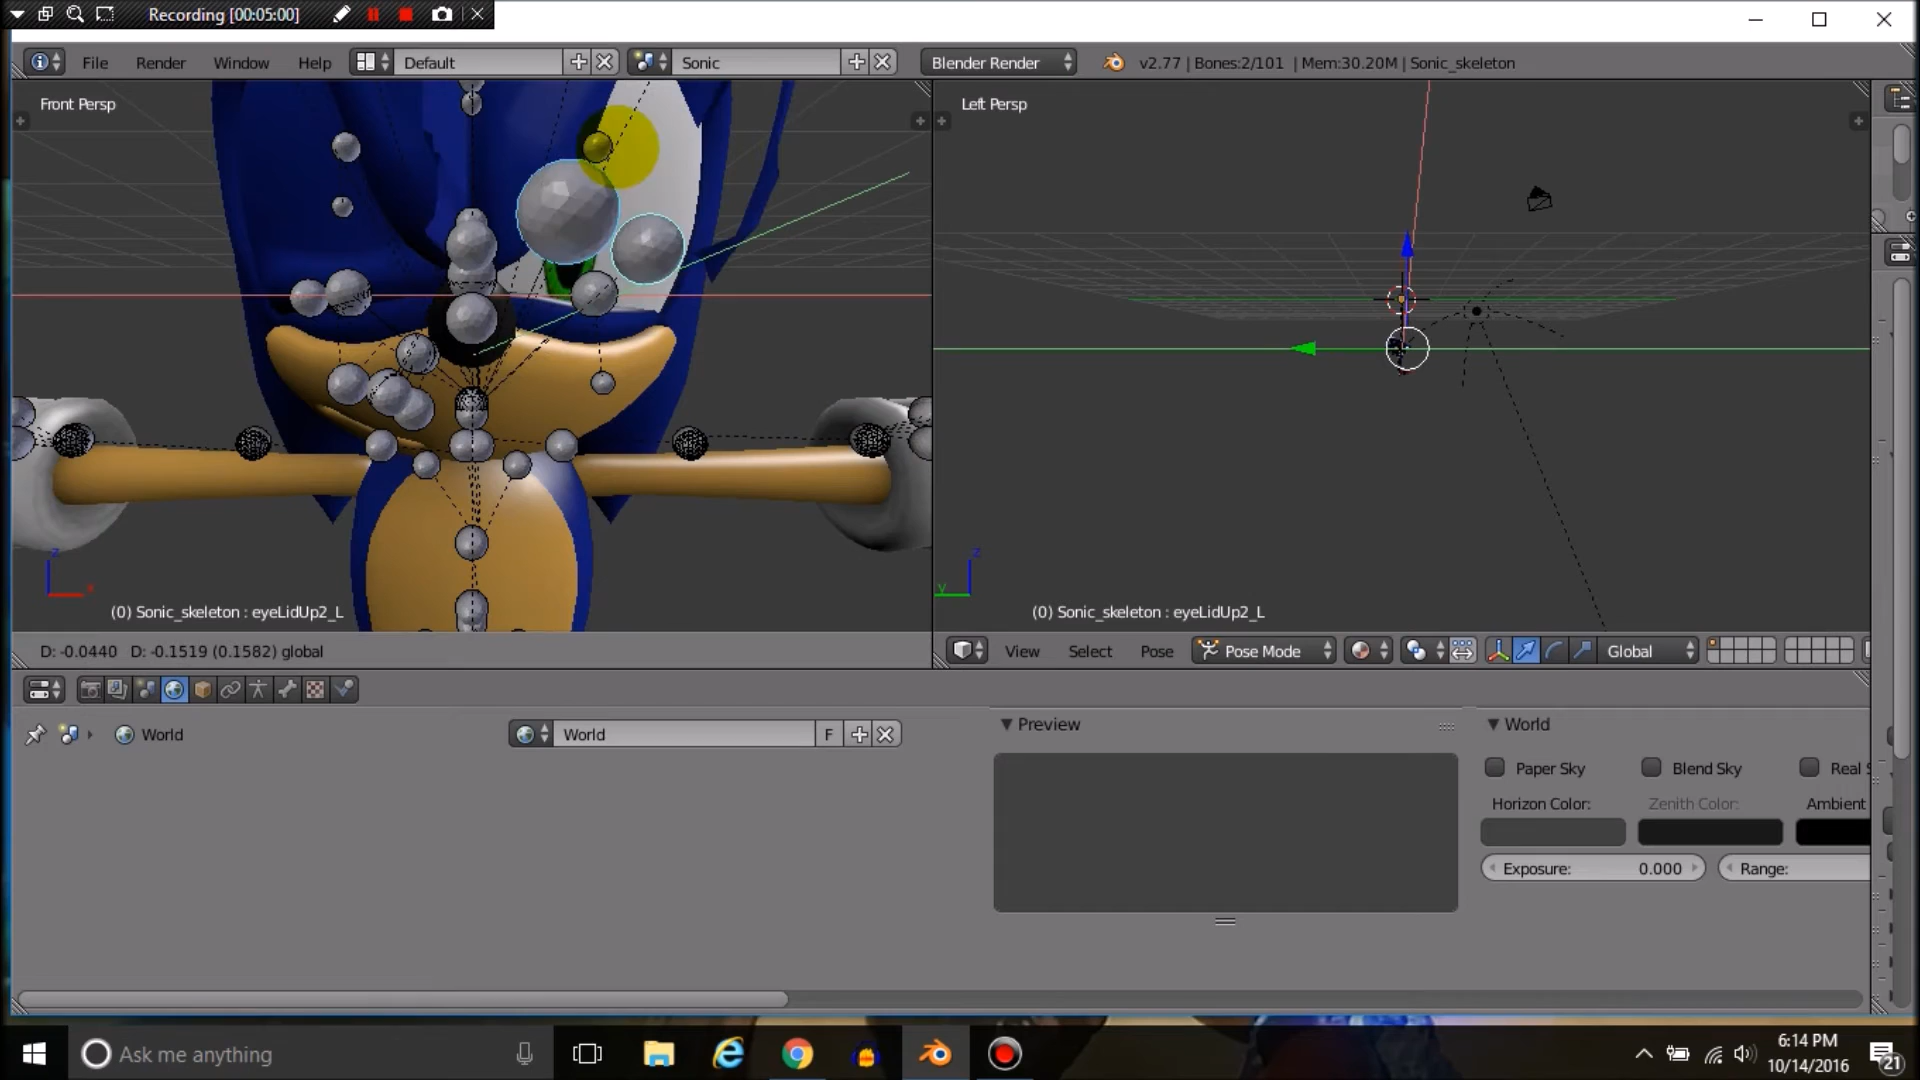 Recording [00:05:00]
File Render Window Help Default Sonic Blender Render v2.77 | Bones:2/101 | Mem:30.20M | Sonic_skeleton
Front Persp
Left Persp
z
x
(0) Sonic_skeleton : eyeLidUp2_L
z
y
(0) Sonic_skeleton : eyeLidUp2_L
D: -0.0440 D: -0.1519 (0.1582) global
View Select Pose Pose Mode Global
World
World F
Preview
World
Paper Sky Blend Sky Real S
Horizon Color: Zenith Color: Ambient
Exposure: 0.000 Range:
Ask me anything
6:14 PM
10/14/2016
21